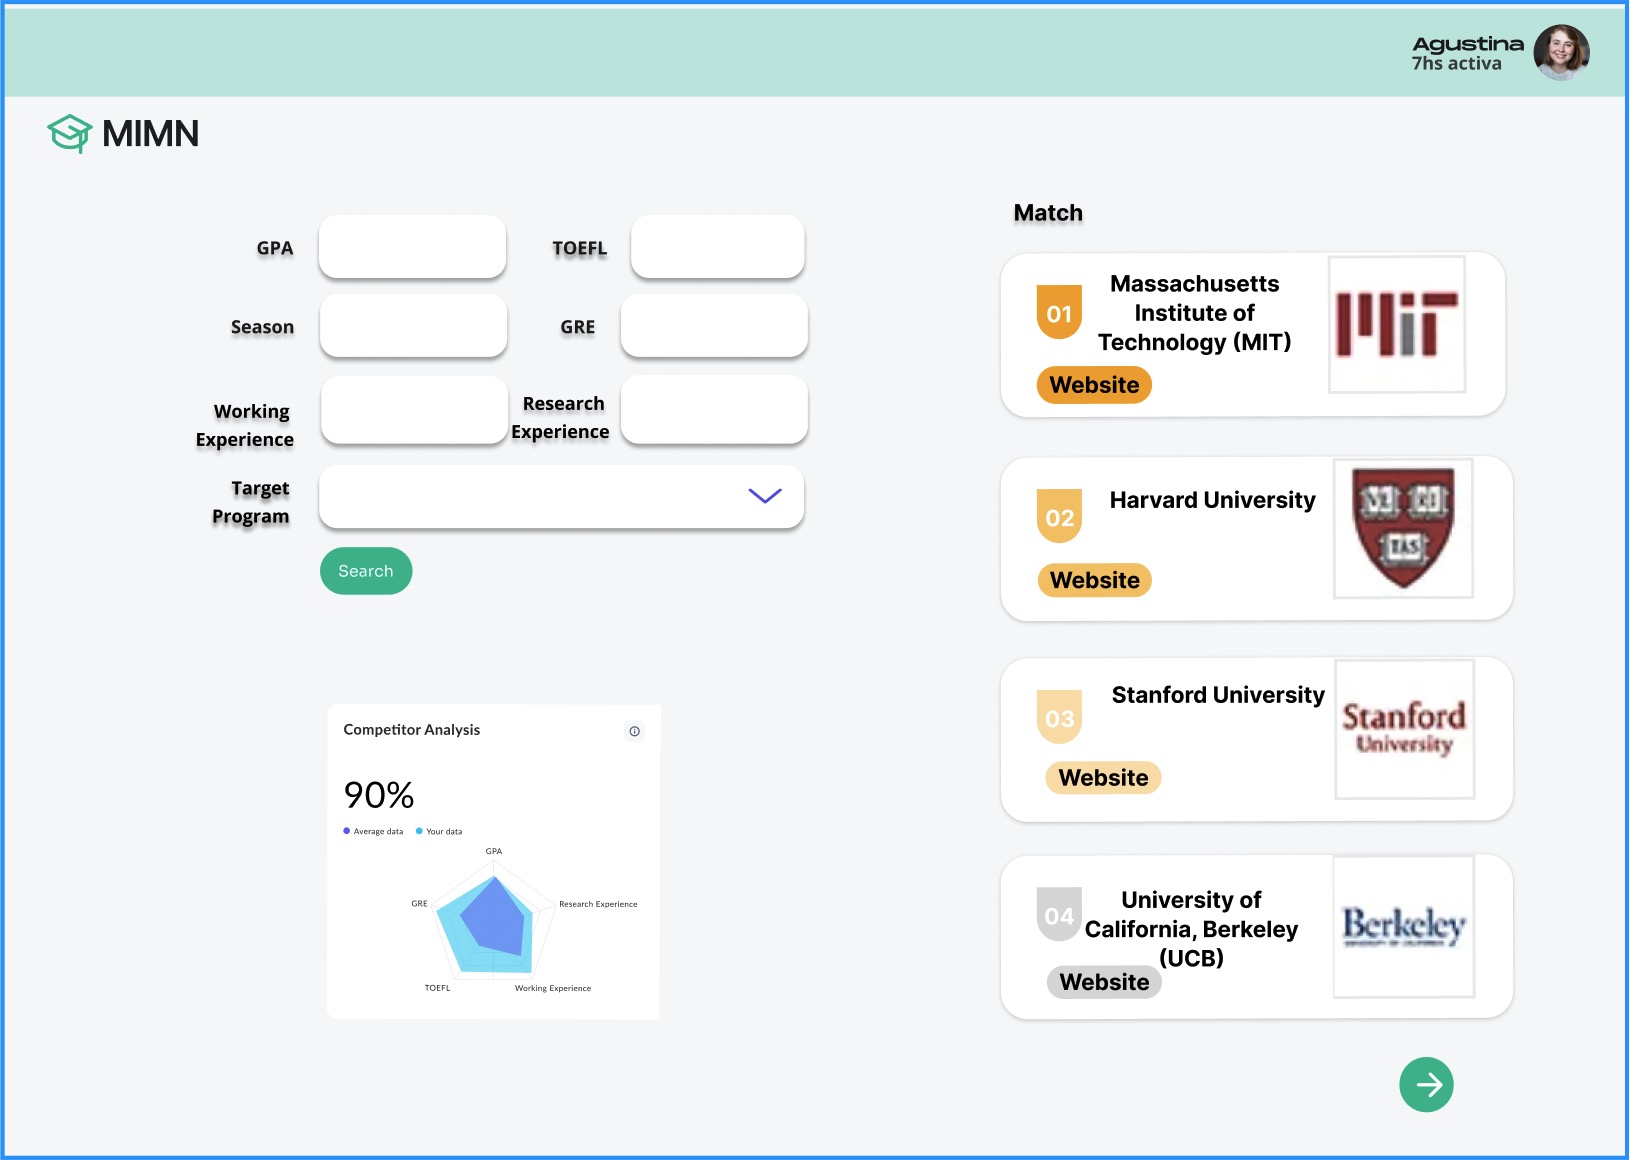 Agustina
7hs activa
MIMN
GPA
TOEFL
Season
GRE
Working
Experience
Research
Experience
Target
Program
Search
Match
01
Massachusetts
Institute of
Technology (MIT)
Website
MIT
02
Harvard University
Website
VE RI
TAS
03
Stanford University
Website
Stanford
University
04
University of
California, Berkeley
(UCB)
Website
Berkeley
UNIVERSITY OF CALIFORNIA
Competitor Analysis
90%
Average data
Your data
GPA
GRE
Research Experience
TOEFL
Working Experience